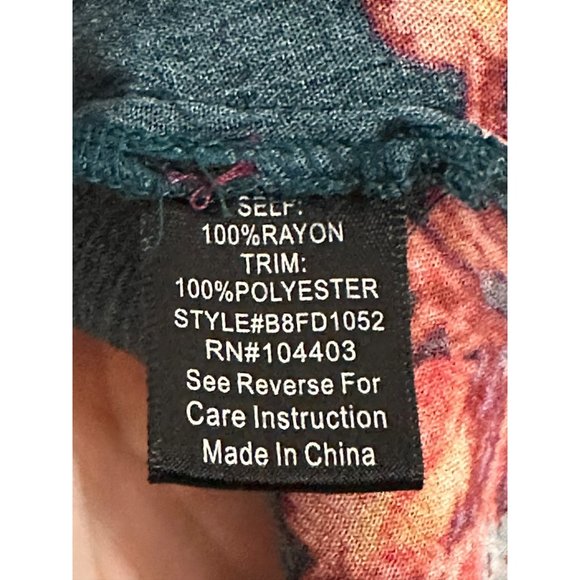 SELF:
100%RAYON
TRIM:
100%POLYESTER
STYLE#B8FD1052
RN#104403
See Reverse For
Care Instruction
Made In China